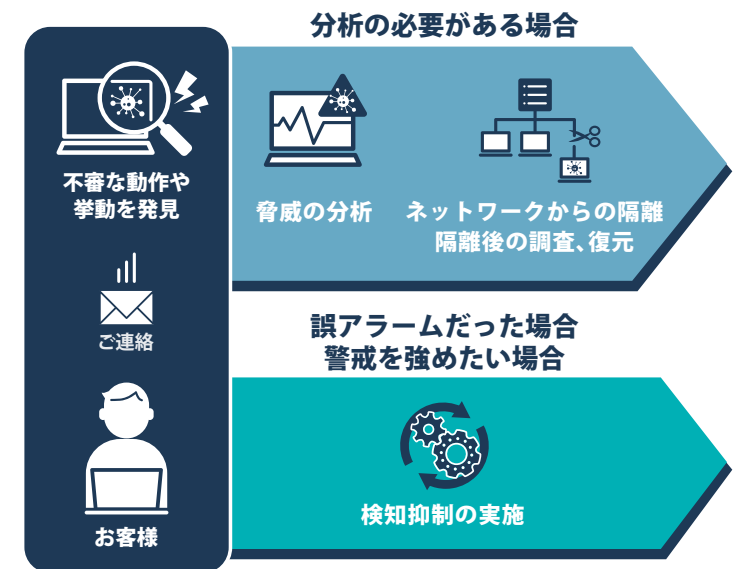 不審な動作や
挙動を発見
ご連絡
お客様
分析の必要がある場合
脅威の分析
ネットワークからの隔離
隔離後の調査、復元
誤アラームだった場合
警戒を強めたい場合
検知抑制の実施